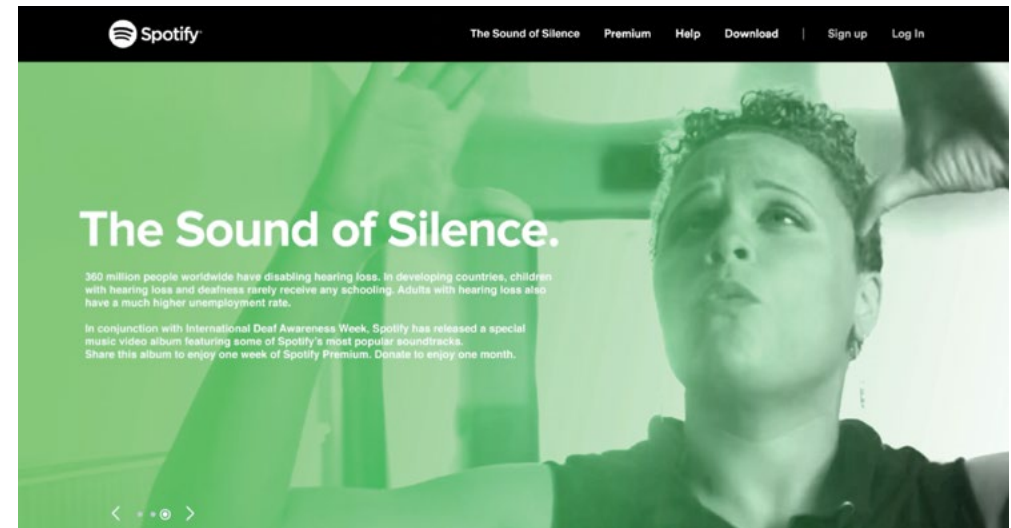 Spotify
The Sound of Silence
Premium
Help
Download
|
Sign up
Log In
The Sound of Silence.
360 million people worldwide have disabling hearing loss. In developing countries, children
with hearing loss and deafness rarely receive any schooling. Adults with hearing loss also
have a much higher unemployment rate.
In conjunction with International Deaf Awareness Week, Spotify has released a special
music video album featuring some of Spotify's most popular soundtracks.
Share this album to enjoy one week of Spotify Premium. Donate to enjoy one month.